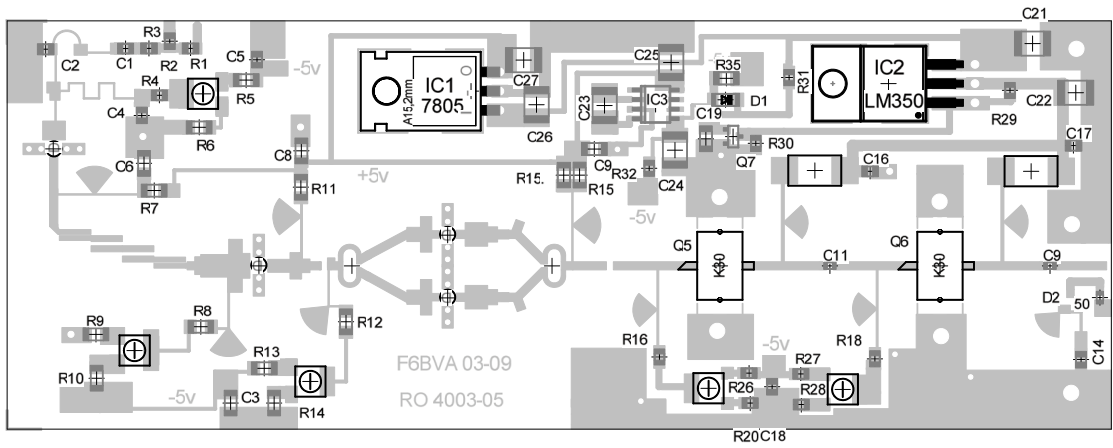 C21
R3
C2
C1
R2
R1
C5
-5v
C25
-5v
R35
R31
IC2
LM350
IC1
7805
A15,2mm
C27
C23
IC3
D1
R4
R5
C4
C26
C19
R29
C22
R6
C17
C8
C9
R30
C6
+5v
R15.
R15
R32
C24
Q7
C16
R7
R11
-5v
Q5
K30
Q6
K30
C11
C9
D2
50
R8
R9
R12
R16
-5v
R18
C14
R10
R13
F6BVA 03-09
R27
R26
R28
-5v
C3
R14
RO 4003-05
R20
C18